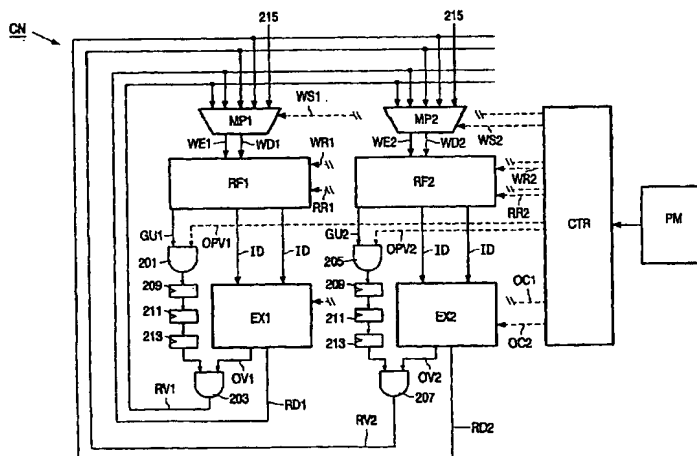 CN
215
215
MP1
WS1
MP2
WS2
WE1
WD1
WE2
WD2
WR1
RF1
RR1
RF2
WR2
RR2
CTR
PM
GU1
OPV1
GU2
OPV2
ID
ID
ID
ID
201
205
209
209
OC1
211
EX1
211
EX2
OC2
213
213
OV1
OV2
RV1
203
207
RD1
RV2
RD2